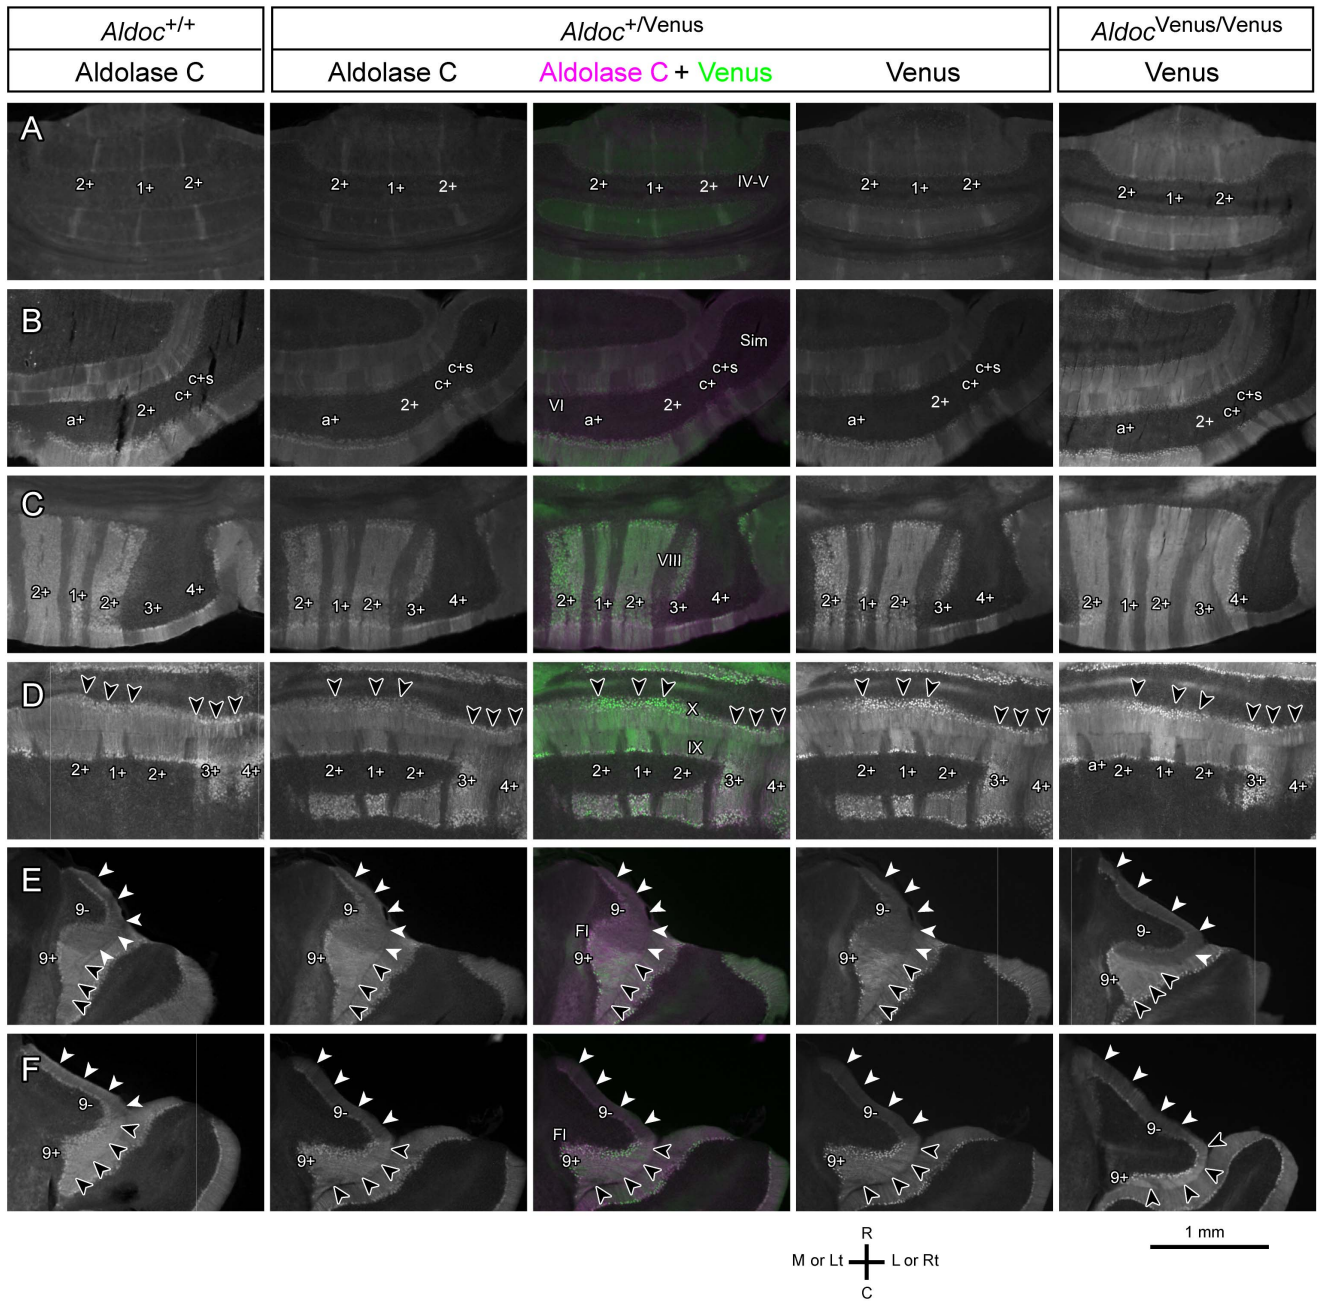 Aldoc+/+
Aldoc+/Venus
AldocVenus/Venus
Aldolase C
Aldolase C
Aldolase C + Venus
Venus
Venus
A
2+ 1+ 2+
2+ 1+ 2+
2+ 1+ 2+ IV-V
2+ 1+ 2+
2+ 1+ 2+
B
a+ 2+ c+ c+s
a+ 2+ c+ c+s
VI a+ 2+ c+ c+s Sim
a+ 2+ c+ c+s
a+ 2+ c+ c+s
C
2+ 1+ 2+ 3+ 4+
2+ 1+ 2+ 3+ 4+
2+ 1+ 2+ VIII 3+ 4+
2+ 1+ 2+ 3+ 4+
2+ 1+ 2+ 3+ 4+
D
2+ 1+ 2+ 3+ 4+
2+ 1+ 2+ 3+ 4+
X
IX
2+ 1+ 2+ 3+ 4+
2+ 1+ 2+ 3+ 4+
a+ 2+ 1+ 2+ 3+ 4+
E
9-
9+
9-
9+
9-
Fl
9+
9-
9+
9-
9+
F
9-
9+
9-
9+
9-
Fl
9+
9-
9+
9-
9+
R
M or Lt L or Rt
C
1 mm